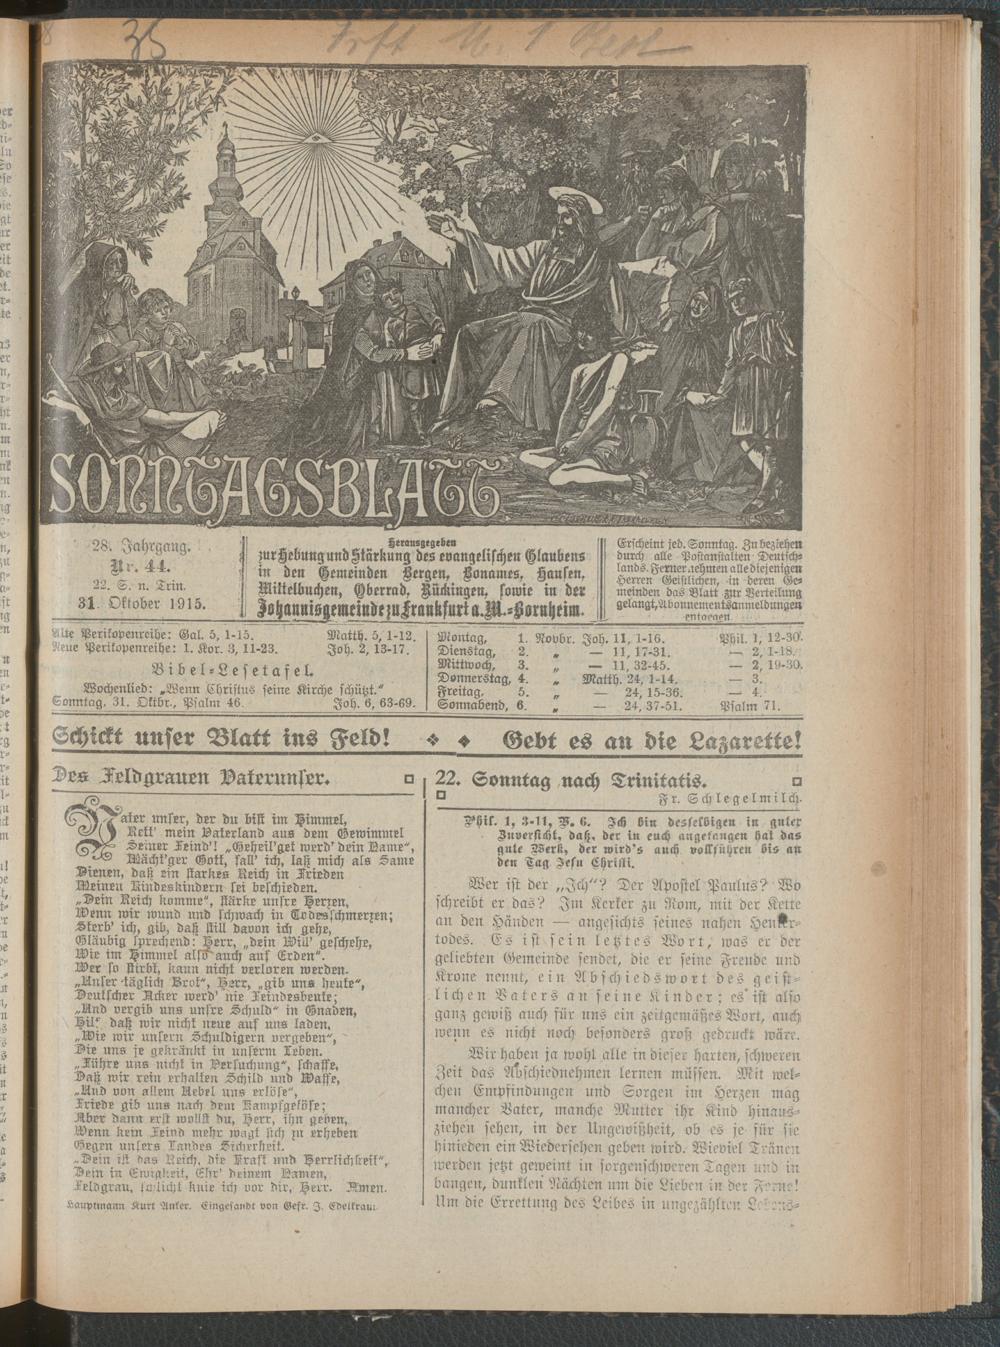 35
SONNTAGSBLATT
28. Jahrgang.
Nr. 44.
22. S. n. Trin.
31. Oktober 1915.
Herausgegeben
zur Hebung und Stärkung des evangelischen Glaubens
in den Gemeinden Bergen, Bonames, Hausen,
Mittelbuchen, Oberrad, Rückingen, sowie in der
Johannisgemeinde zu Frankfurt a. M.=Bornheim.
Erscheint jed. Sonntag. Zu beziehen
durch alle Postanstalten Deutsch=
lands. Ferner nehmen alle diejenigen
Herren Geistlichen, in deren Ge=
meinden das Blatt zur Verteilung
gelangt, Abonnementsanmeldungen
entgegen.
Alte Perikopenreihe: Gal. 5, 1-15. Matth. 5, 1-12.
Neue Perikopenreihe: 1. Kor. 3, 11-23. Joh. 2, 13-17.
Bibel=Lesetafel.
Wochenlied: „Wenn Christus seine Kirche schützt.“
Sonntag. 31. Oktbr., Psalm 46. Joh. 6, 63-69.
Montag, 1. Novbr. Joh. 11, 1-16. Phil. 1, 12-30.
Dienstag, 2. „ — 11, 17-31. — 2, 1-18.
Mittwoch, 3. „ — 11, 32-45. — 2, 19-30.
Donnerstag, 4. „ Matth. 24, 1-14. — 3.
Freitag, 5. „ — 24, 15-36. — 4.
Sonnabend, 6. „ — 24, 37-51. Psalm 71.
Schickt unser Blatt ins Feld! Gebt es an die Lazarette!
Des Feldgrauen Vaterunser.
Vater unser, der du bist im Himmel,
Rett' mein Vaterland aus dem Gewimmel
Seiner Feind'! „Geheil'get werd' dein Name“,
Mächt'ger Gott, fall' ich, laß mich als Same
Dienen, daß ein starkes Reich in Frieden
Meinen Kindeskindern sei beschieden.
„Dein Reich komme“, stärke unsre Herzen,
Wenn wir wund und schwach in Todesschmerzen;
Sterb' ich, gib, daß still davon ich gehe,
Gläubig sprechend: Herr, „dein Will' geschehe,
Wie im Himmel also auch auf Erden“.
Wer so stirbt, kann nicht verloren werden.
„Unser täglich Brot“, Herr, „gib uns heute“,
Deutscher Acker werd' nie Feindesbeute;
„Und vergib uns unsre Schuld“ in Gnaden,
Hilf daß wir nicht neue auf uns laden,
„Wie wir unsern Schuldigern vergeben“,
Die uns je gekränkt in unserm Leben.
„Führe uns nicht in Versuchung“, schaffe,
Daß wir rein erhalten Schild und Waffe,
„Und von allem Uebel uns erlöse“,
Friede gib uns nach dem Kampfgetöse;
Aber dann erst wollst du, Herr, ihn geben,
Wenn kein Feind mehr wagt sich zu erheben
Gegen unsers Landes Sicherheit.
„Dein ist das Reich, die Kraft und Herrlichkeit“,
Dein in Ewigkeit, Ehr' deinem Namen,
Feldgrau, schlicht knie ich vor dir, Herr. Amen.
Hauptmann Kurt Anker. Eingesandt von Gefr. J. Edelkraut.
22. Sonntag nach Trinitatis.
Fr. Schlegelmilch.
Phil. 1, 3-11, V. 6. Ich bin desselbigen in guter
Zuversicht, daß, der in euch angefangen hat das
gute Werk, der wird's auch vollführen bis an
den Tag Jesu Christi.
Wer ist der „Ich“? Der Apostel Paulus? Wo
schreibt er das? Im Kerker zu Rom, mit der Kette
an den Händen — angesichts seines nahen Henker=
todes. Es ist sein letztes Wort, was er der
geliebten Gemeinde sendet, die er seine Freude und
Krone nennt, ein Abschiedswort des geist=
lichen Vaters an seine Kinder; es ist also
ganz gewiß auch für uns ein zeitgemäßes Wort, auch
wenn es nicht noch besonders groß gedruckt wäre.
Wir haben ja wohl alle in dieser harten, schweren
Zeit das Abschiednehmen lernen müssen. Mit wel=
chen Empfindungen und Sorgen im Herzen mag
mancher Vater, manche Mutter ihr Kind hinaus=
ziehen sehen, in der Ungewißheit, ob es je für sie
hinieden ein Wiedersehen geben wird. Wieviel Tränen
werden jetzt geweint in sorgenschweren Tagen und in
bangen, dunklen Nächten um die Lieben in der Ferne!
Um die Errettung des Leibes in ungezählten Lebens=